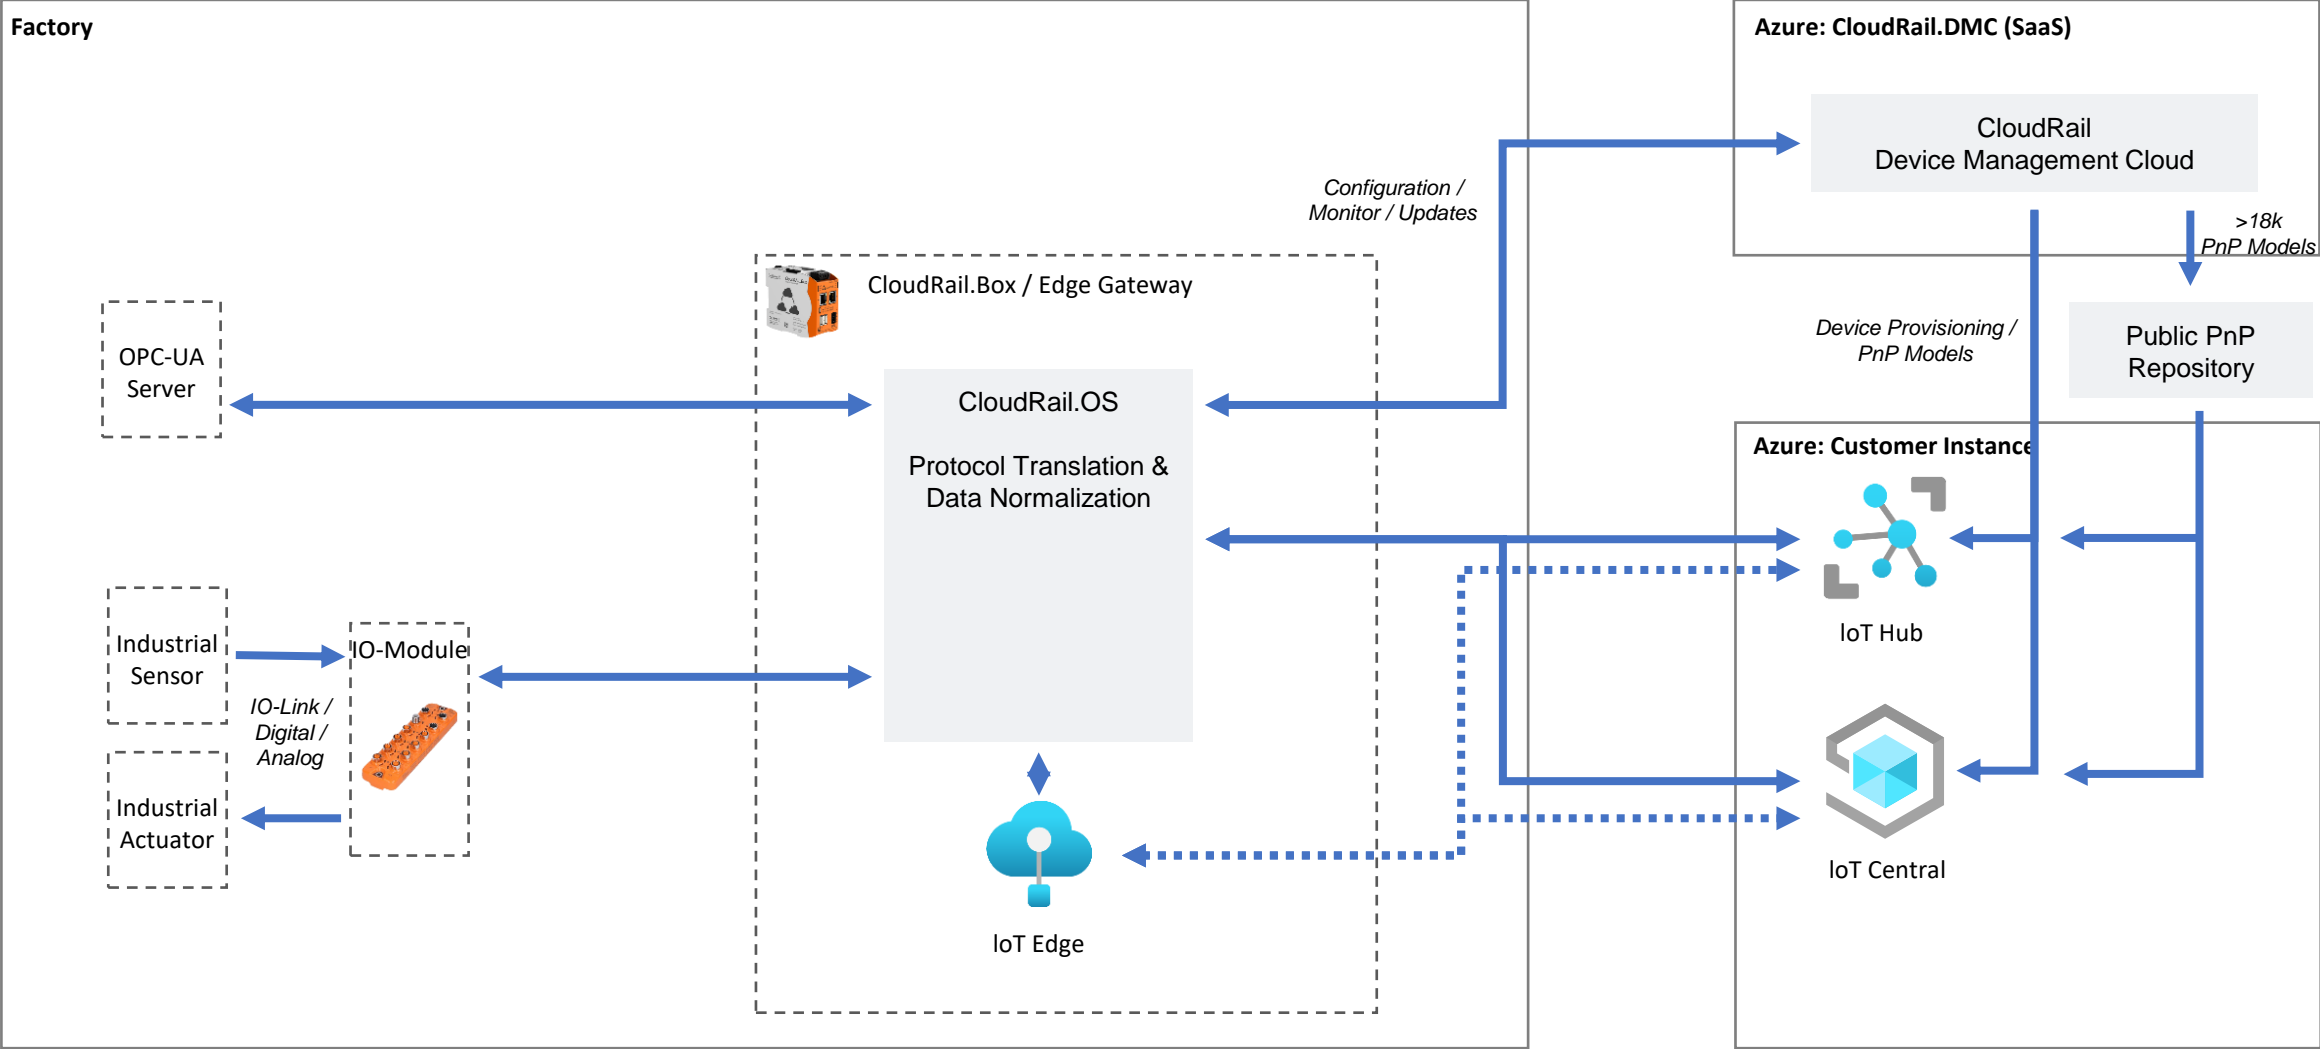 Factory
Azure: CloudRail.DMC (SaaS)
CloudRail
Device Management Cloud
Configuration /
Monitor / Updates
>18k
PnP Models
CloudRail.Box / Edge Gateway
Device Provisioning /
PnP Models
Public PnP
Repository
OPC-UA
Server
CloudRail.OS
Protocol Translation &
Data Normalization
Azure: Customer Instance
IoT Hub
Industrial
Sensor
IO-Module
IO-Link /
Digital /
Analog
Industrial
Actuator
IoT Central
IoT Edge